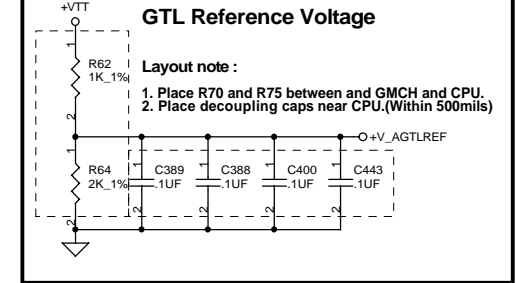 +VTT
GTL Reference Voltage
1
R62
1K_1%
2
Layout note :
1. Place R70 and R75 between and GMCH and CPU.
2. Place decoupling caps near CPU.(Within 500mils)
+V_AGTLREF
1
R64
2K_1%
2
1
C389
.1UF
2
1
C388
.1UF
2
1
C400
.1UF
2
1
C443
.1UF
2